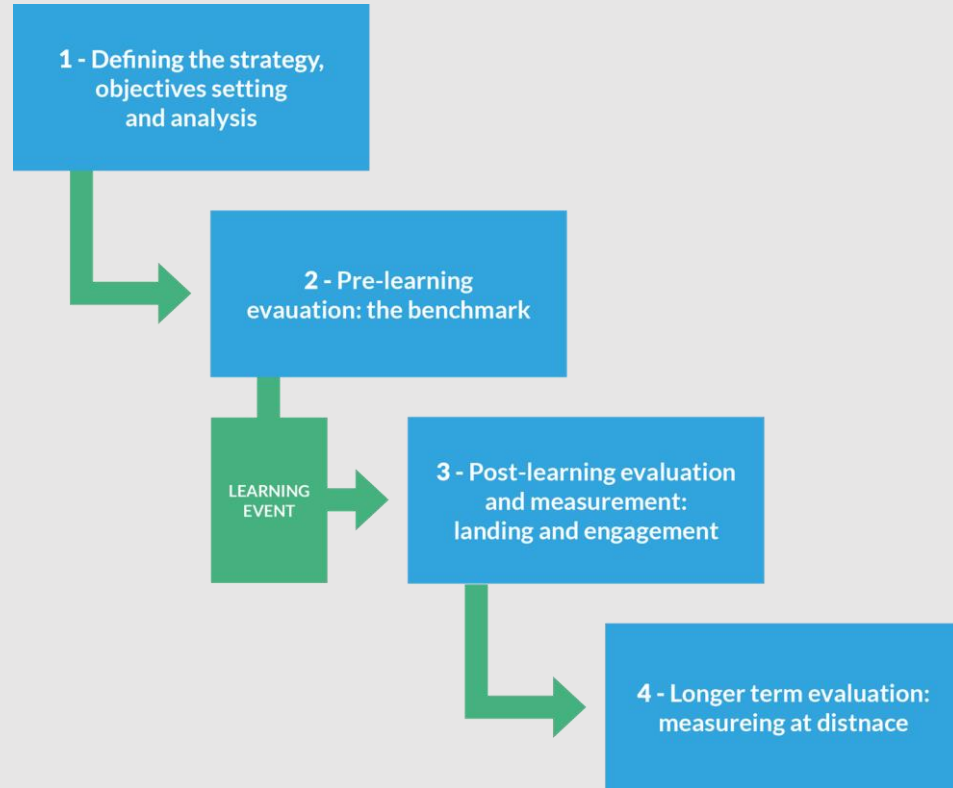 1 - Defining the strategy,
objectives setting
and analysis
2 - Pre-learning
evauation: the benchmark
LEARNING
EVENT
3 - Post-learning evaluation
and measurement:
landing and engagement
4 - Longer term evaluation:
measureing at distnace